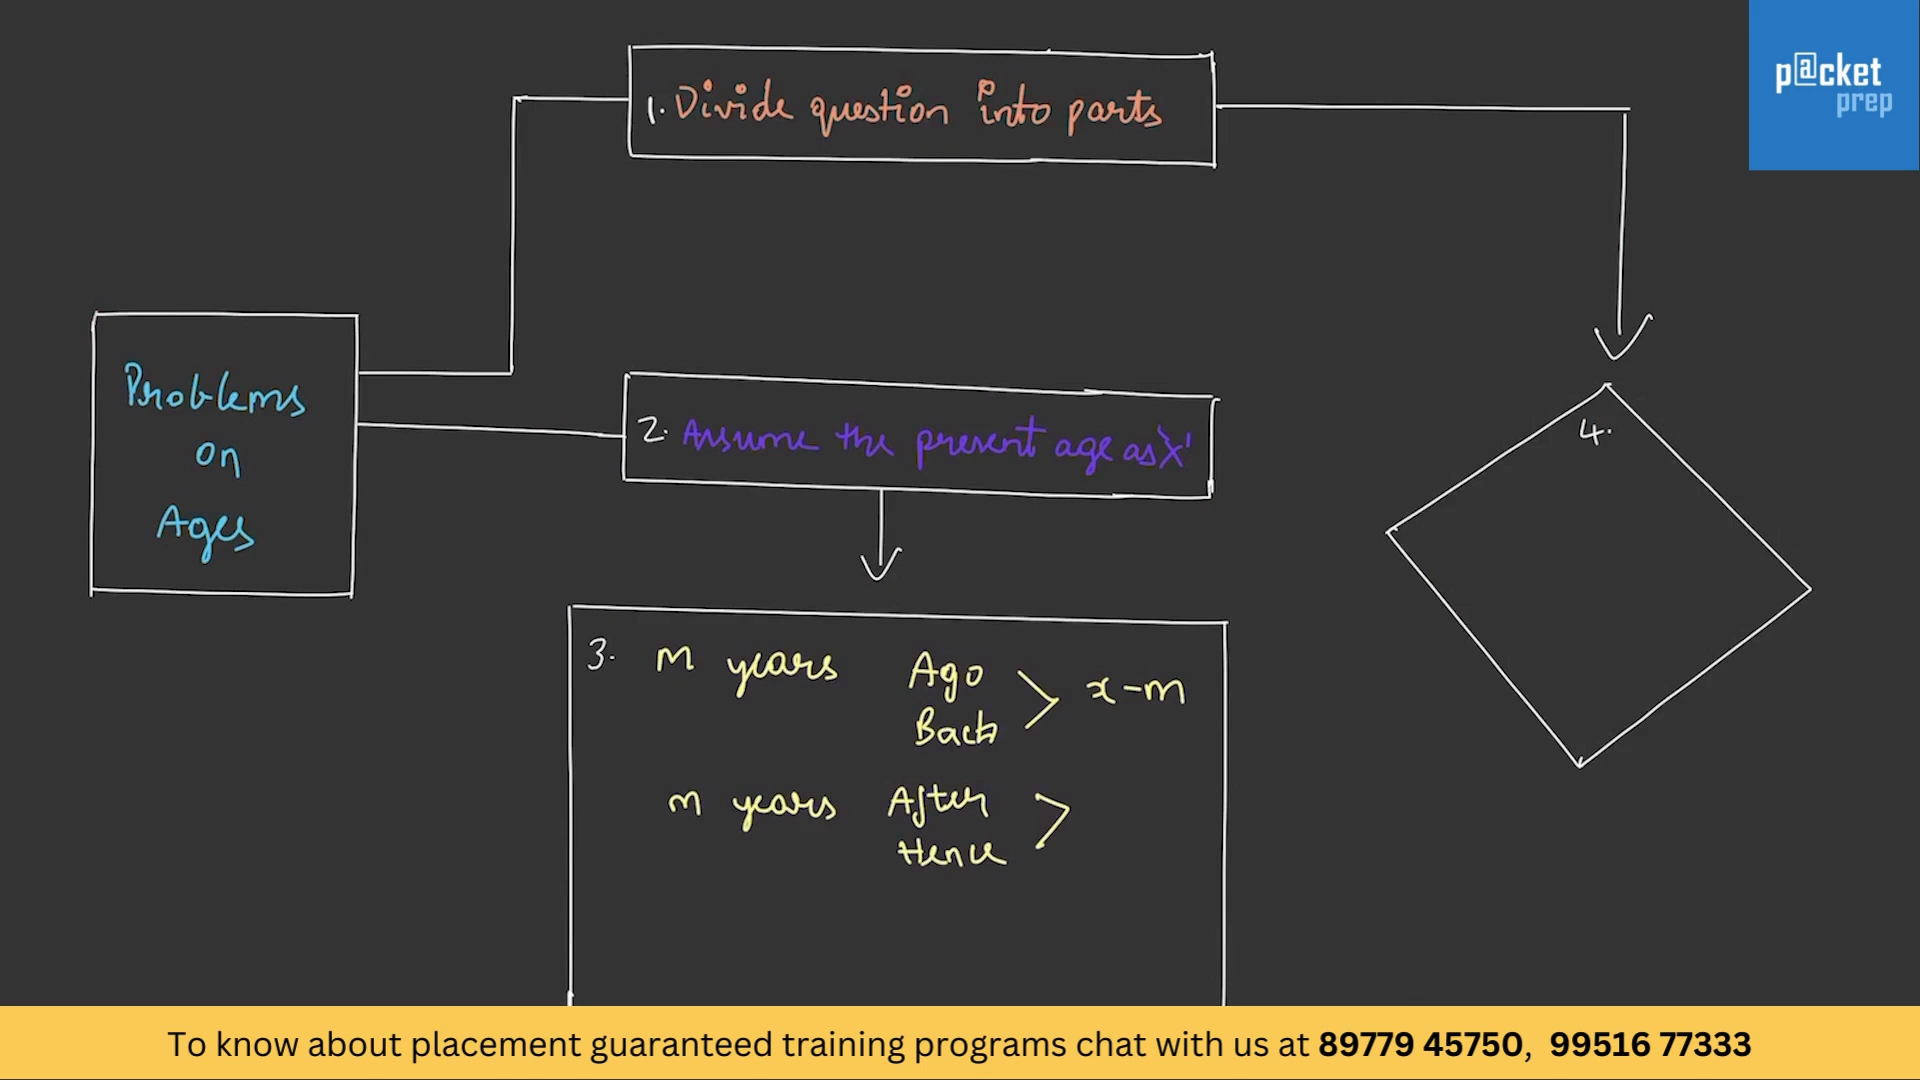 p@cket
prep
1. Divide question into parts
Problems
on
Ages
2. Assume the present age as 'x'
4.
3. m years Ago
Back
x-m
m years After
Hence
To know about placement guaranteed training programs chat with us at 89779 45750, 99516 77333